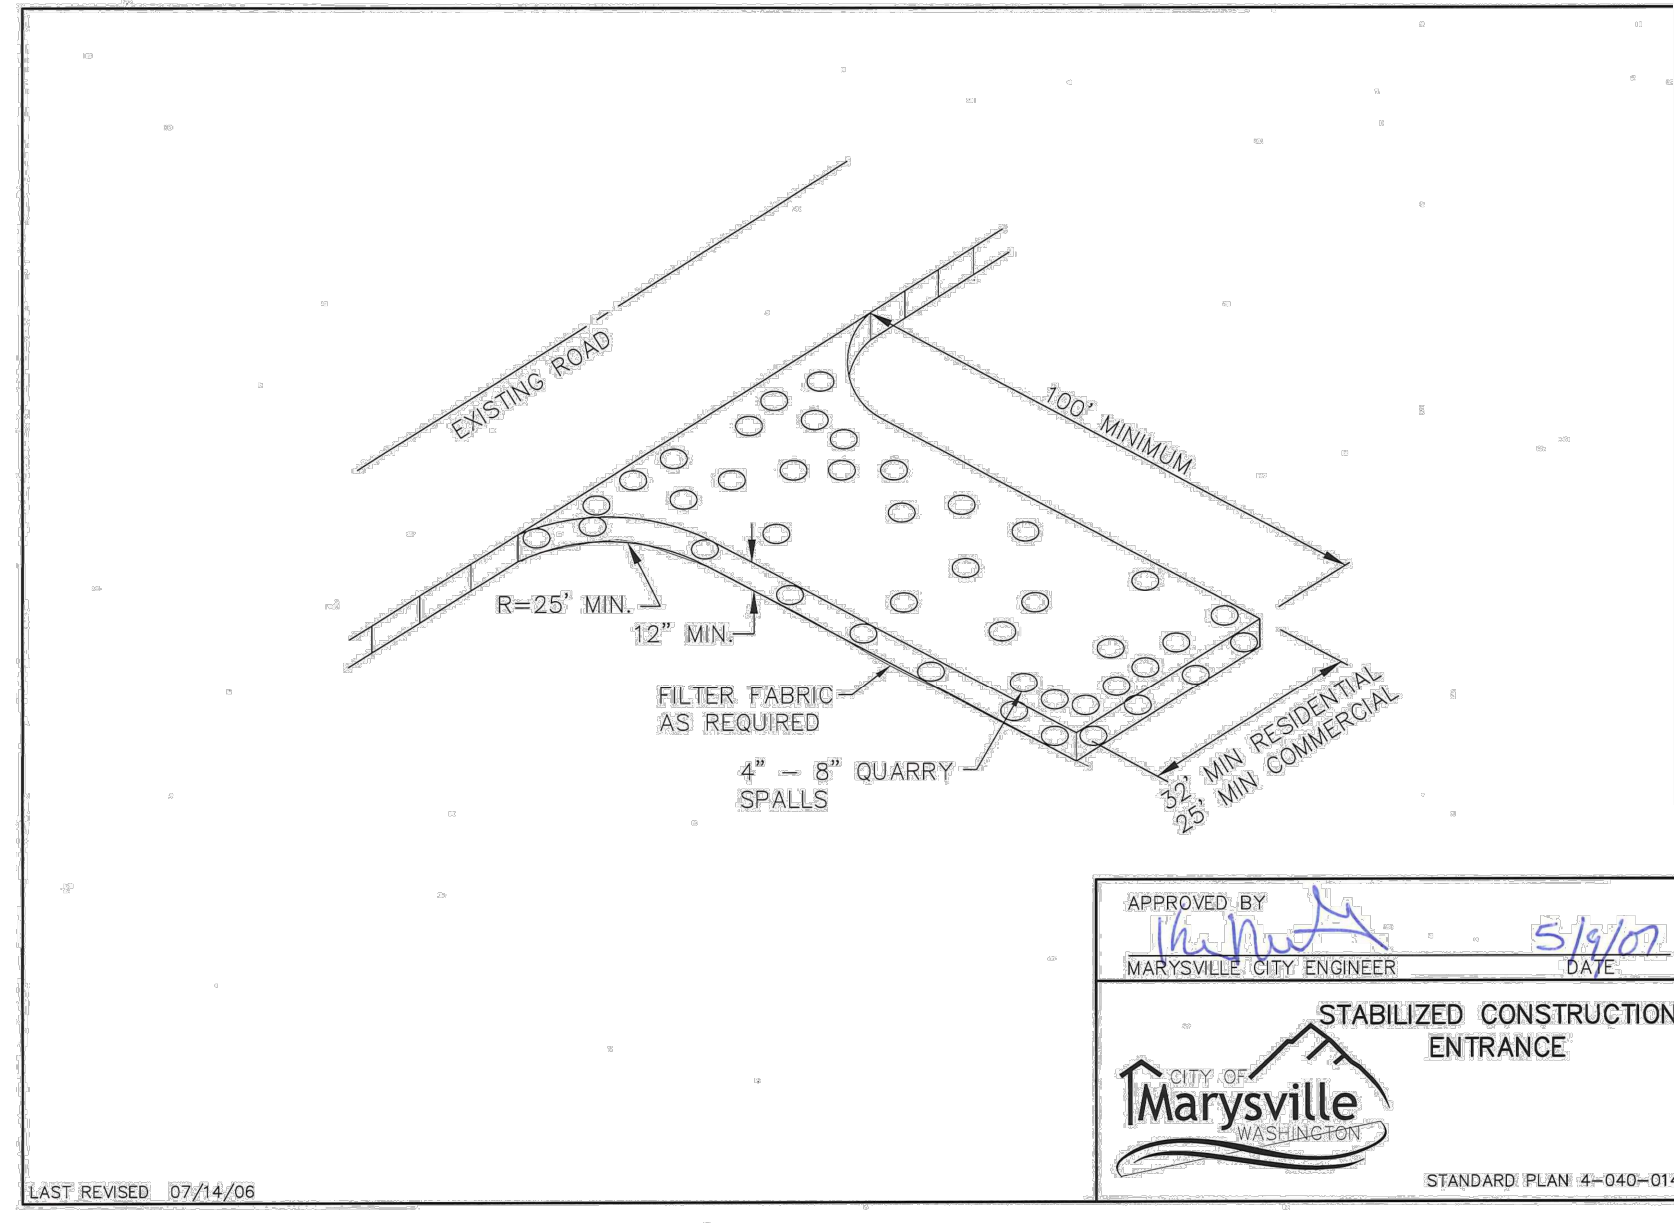 EXISTING ROAD
100' MINIMUM
R=25' MIN.
12" MIN.
FILTER FABRIC
AS REQUIRED
4" – 8" QUARRY
SPALLS
32' MIN RESIDENTIAL
25' MIN COMMERCIAL
APPROVED BY
5/9/07
MARYSVILLE CITY ENGINEER DATE
STABILIZED CONSTRUCTION
ENTRANCE
CITY OF
Marysville
WASHINGTON
STANDARD PLAN 4-040-014
LAST REVISED 07/14/06